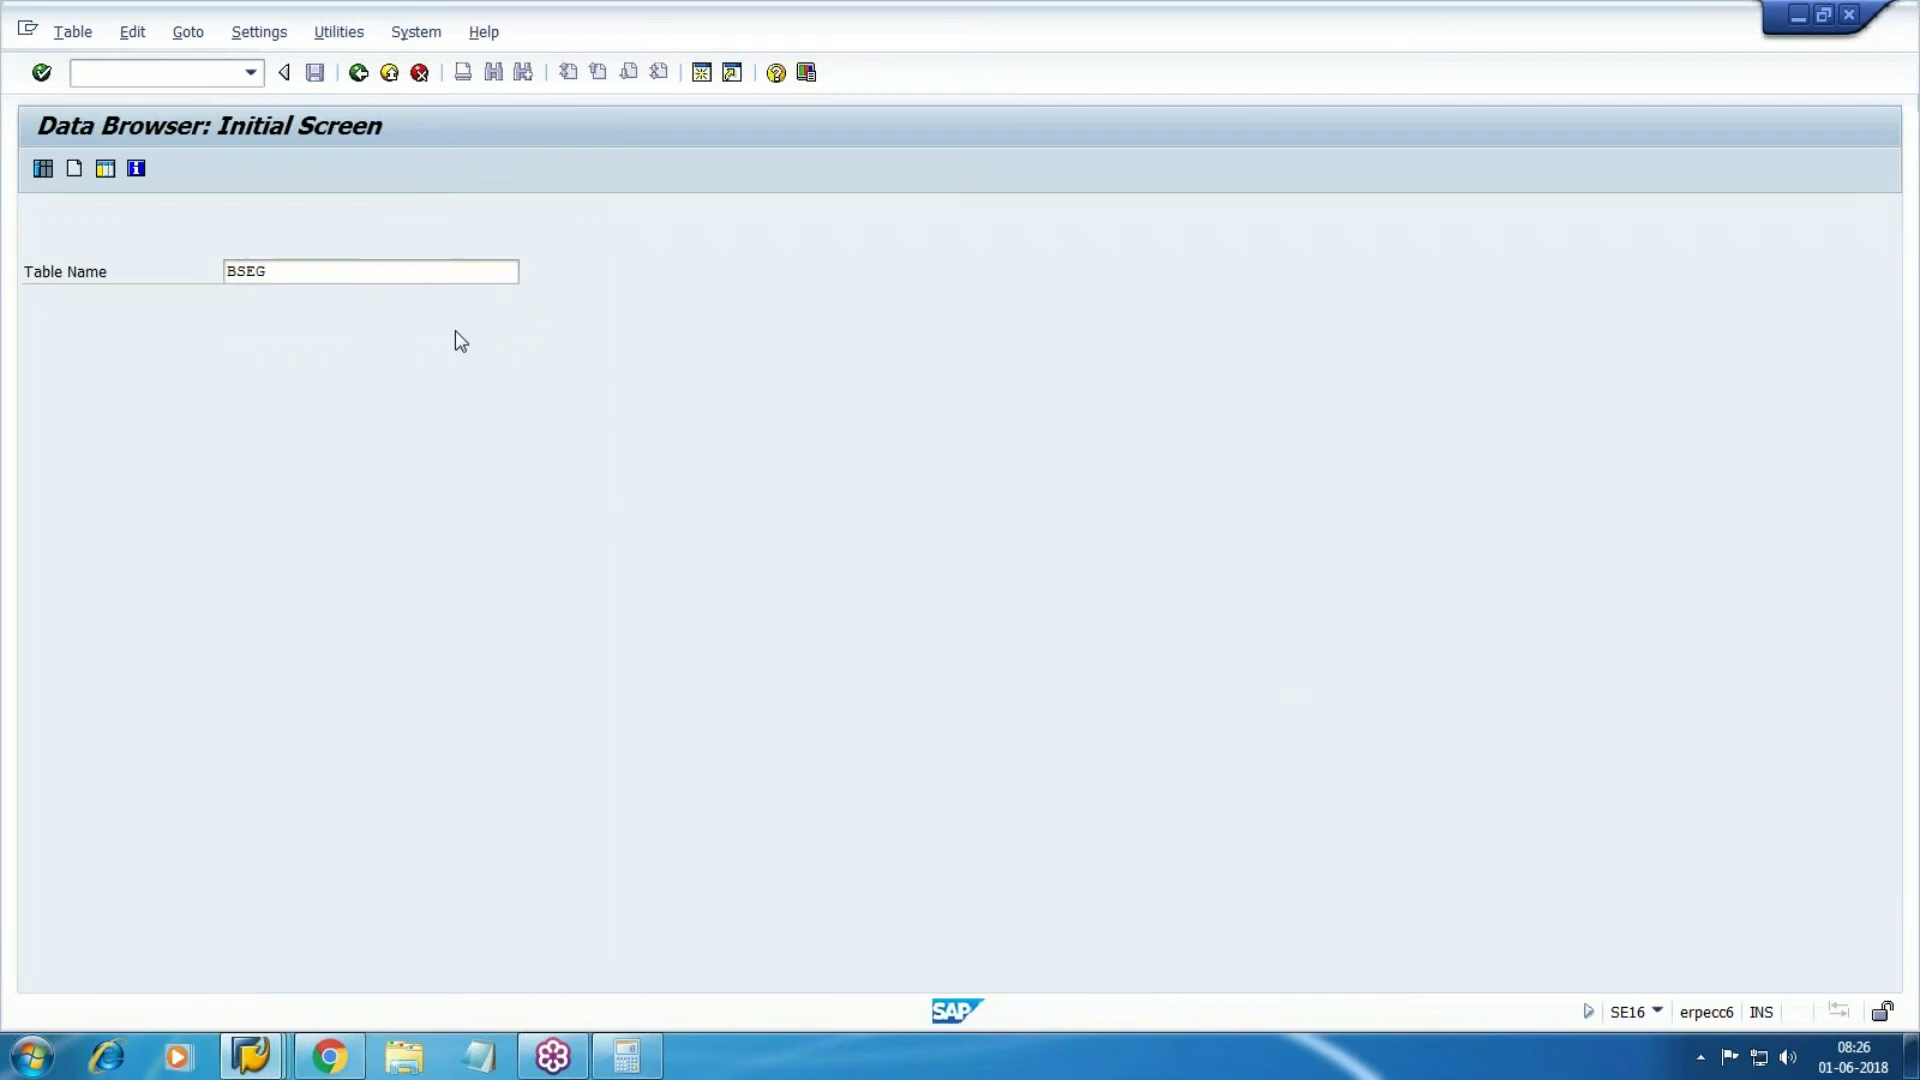 Table Edit Goto Settings Utilities System Help
Data Browser: Initial Screen
Table Name BSEG
SAP
SE16 erpecc6 INS
08:26
01-06-2018